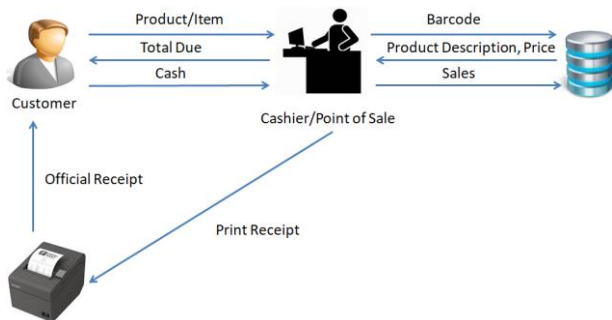 Product/Item
Barcode
Total Due
Product Description, Price
Cash
Sales
Customer
Cashier/Point of Sale
Official Receipt
Print Receipt